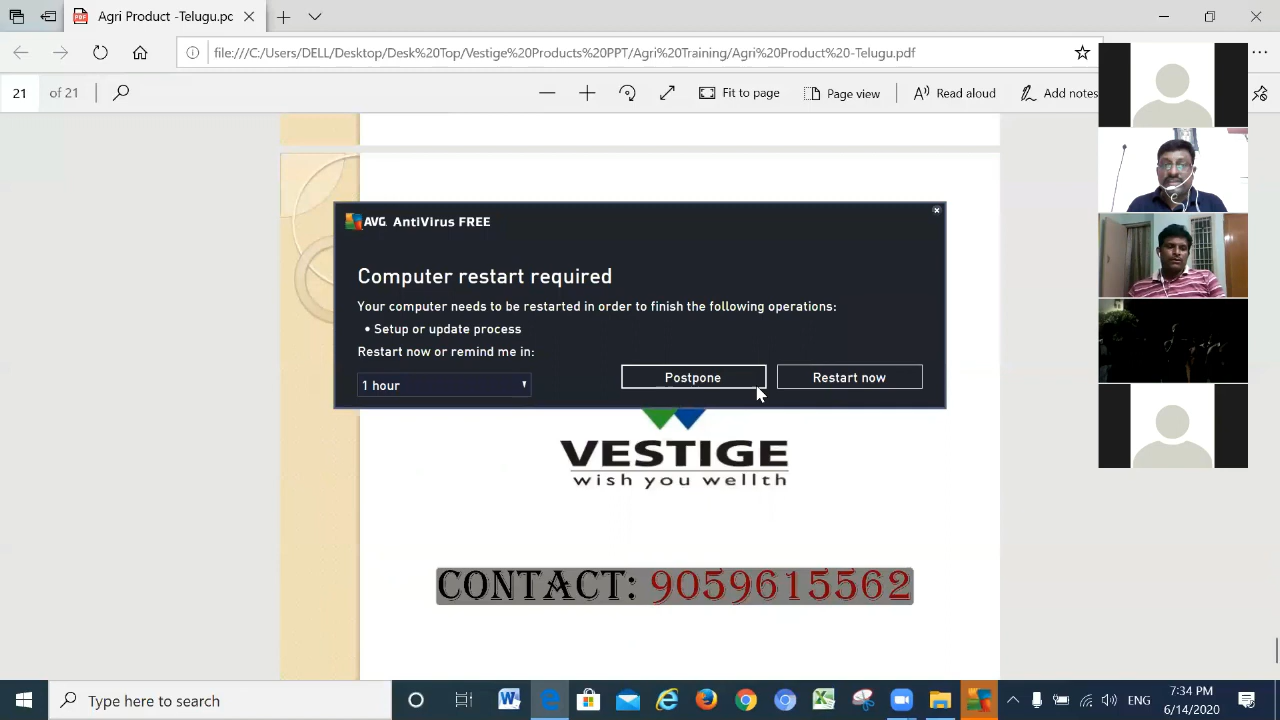 Agri Product -Telugu.pc
file:///C:/Users/DELL/Desktop/Desk%20Top/Vestige%20Products%20PPT/Agri%20Training/Agri%20Product%20-Telugu.pdf
21 of 21
Fit to page
Page view
Read aloud
Add notes
AVG. AntiVirus FREE
Computer restart required
Your computer needs to be restarted in order to finish the following operations:
• Setup or update process
Restart now or remind me in:
1 hour
Postpone
Restart now
VESTIGE
wish you wellth
CONTACT: 9059615562
Type here to search
ENG
7:34 PM
6/14/2020